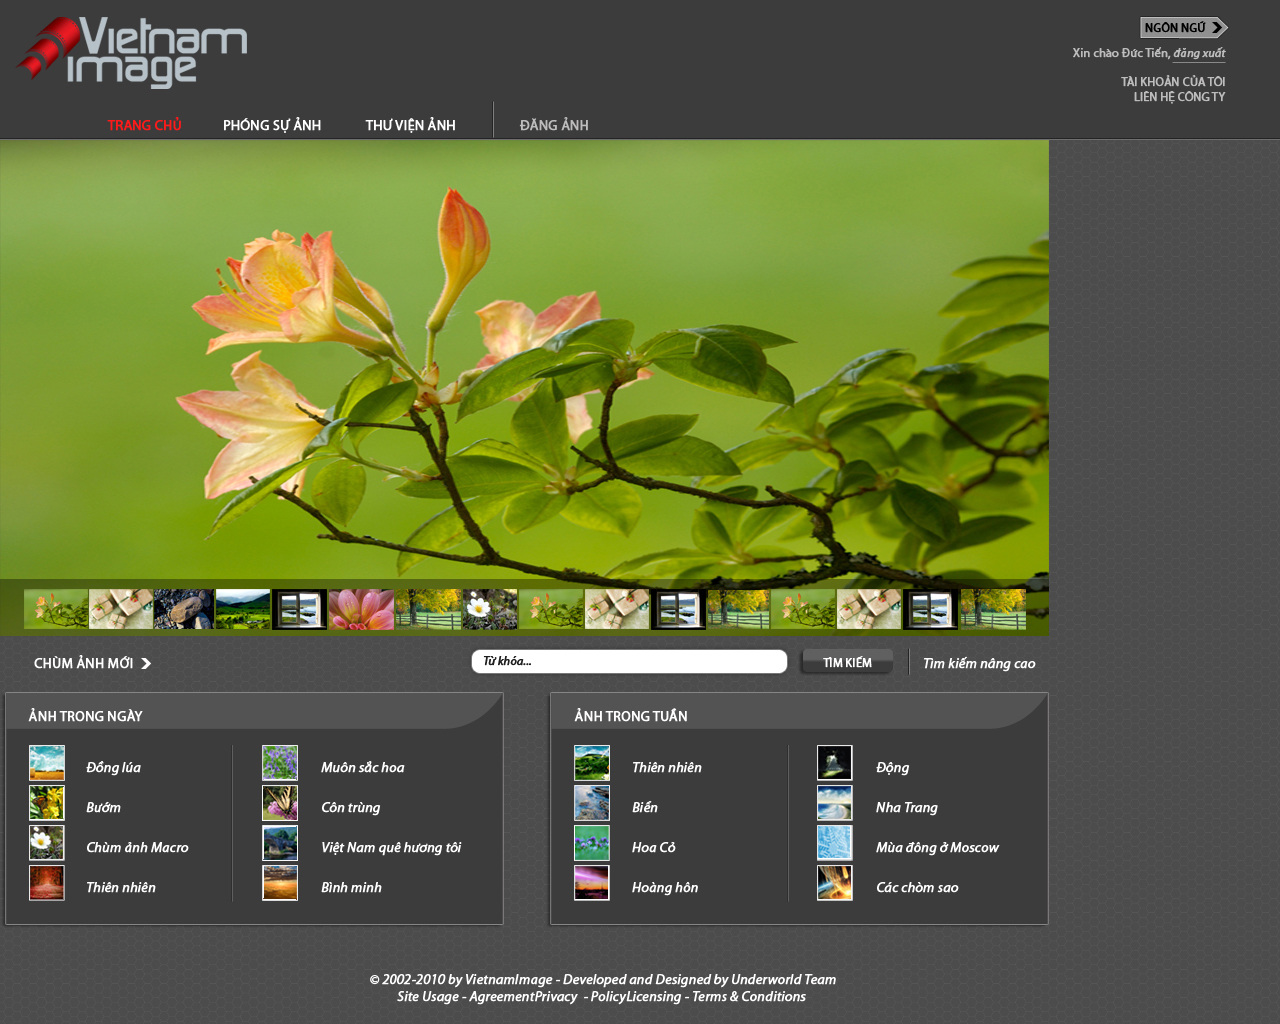 Vietnam
image
NGÔN NGỮ
Xin chào Đức Tiến, đăng xuất
TÀI KHOẢN CỦA TÔI
LIÊN HỆ CÔNG TY
TRANG CHỦ PHÓNG SỰ ẢNH THƯ VIỆN ẢNH ĐĂNG ẢNH
CHÙM ẢNH MỚI Từ khóa... TÌM KIẾM Tìm kiếm nâng cao
ẢNH TRONG NGÀY
Đồng lúa Muôn sắc hoa
Bướm Côn trùng
Chùm ảnh Macro Việt Nam quê hương tôi
Thiên nhiên Bình minh
ẢNH TRONG TUẦN
Thiên nhiên Động
Biển Nha Trang
Hoa Cỏ Mùa đông ở Moscow
Hoàng hôn Các chòm sao
© 2002-2010 by VietnamImage - Developed and Designed by Underworld Team
Site Usage - AgreementPrivacy - PolicyLicensing - Terms & Conditions